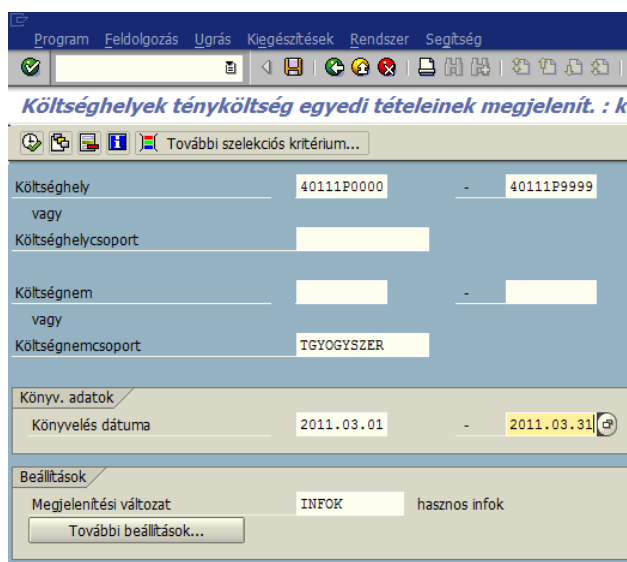 Program Feldolgozás Ugrás Kiegészítések Rendszer Segítség
Költséghelyek tényköltség egyedi tételeinek megjelenít. : k
További szelekciós kritérium...
Költséghely 40111P0000 - 40111P9999
vagy
Költséghelycsoport
Költségnem -
vagy
Költségnemcsoport TGYOGYSZER
Könyv. adatok
Könyvelés dátuma 2011.03.01 - 2011.03.31
Beállítások
Megjelenítési változat INFOK hasznos infok
További beállítások...